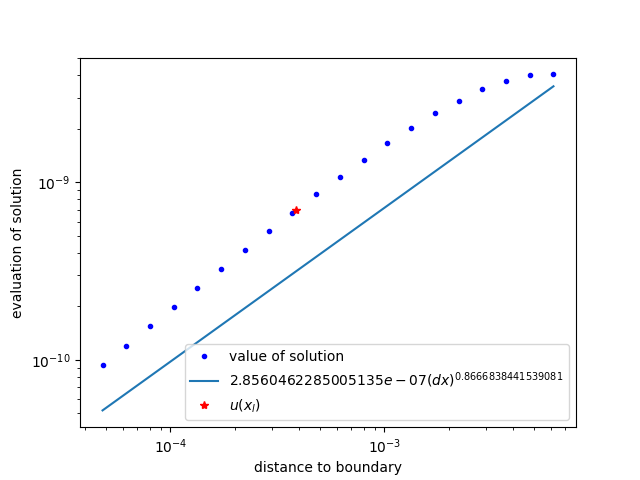 evaluation of solution
10⁻⁹
10⁻¹⁰
value of solution
2.8560462285005135e − 07(dx)^0.8666838441539081
u(x_l)
10⁻⁴
10⁻³
distance to boundary